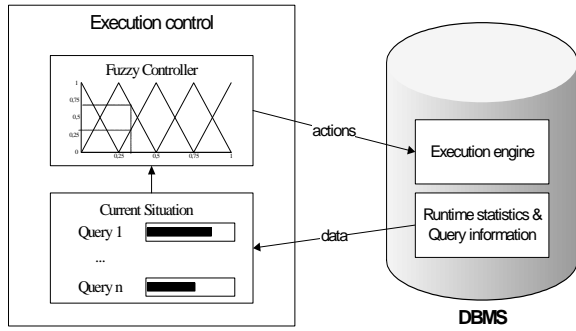 Execution control
Fuzzy Controller
1
0,75
0,5
0,25
0
0,25
0,5
0,75
1
actions
Execution engine
Current Situation
Query 1
...
Query n
data
Runtime statistics &
Query information
DBMS